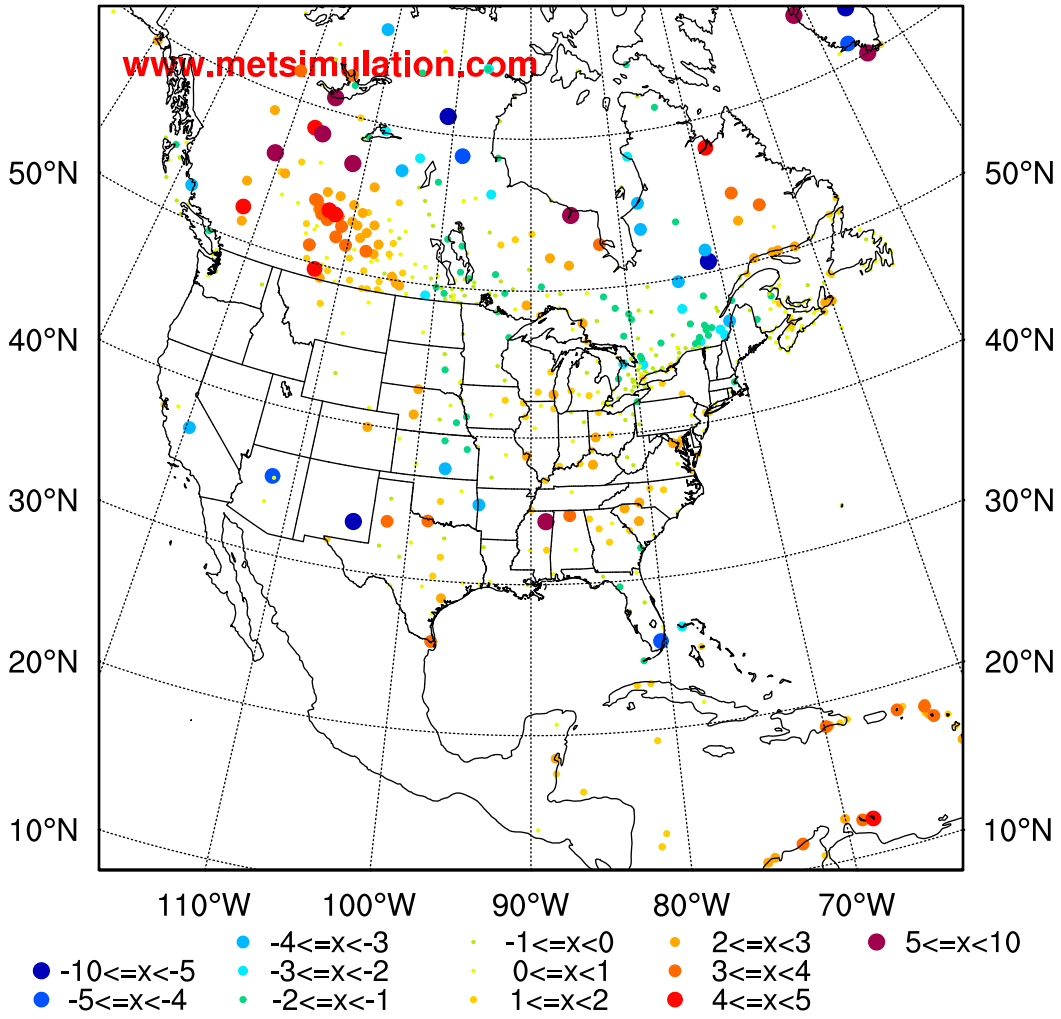 www.metsimulation.com
50°N 50°N
40°N 40°N
30°N 30°N
20°N 20°N
10°N 10°N
110°W 100°W 90°W 80°W 70°W
-4<=x<-3 -1<=x<0 2<=x<3 5<=x<10
-10<=x<-5 -3<=x<-2 0<=x<1 3<=x<4
-5<=x<-4 -2<=x<-1 1<=x<2 4<=x<5